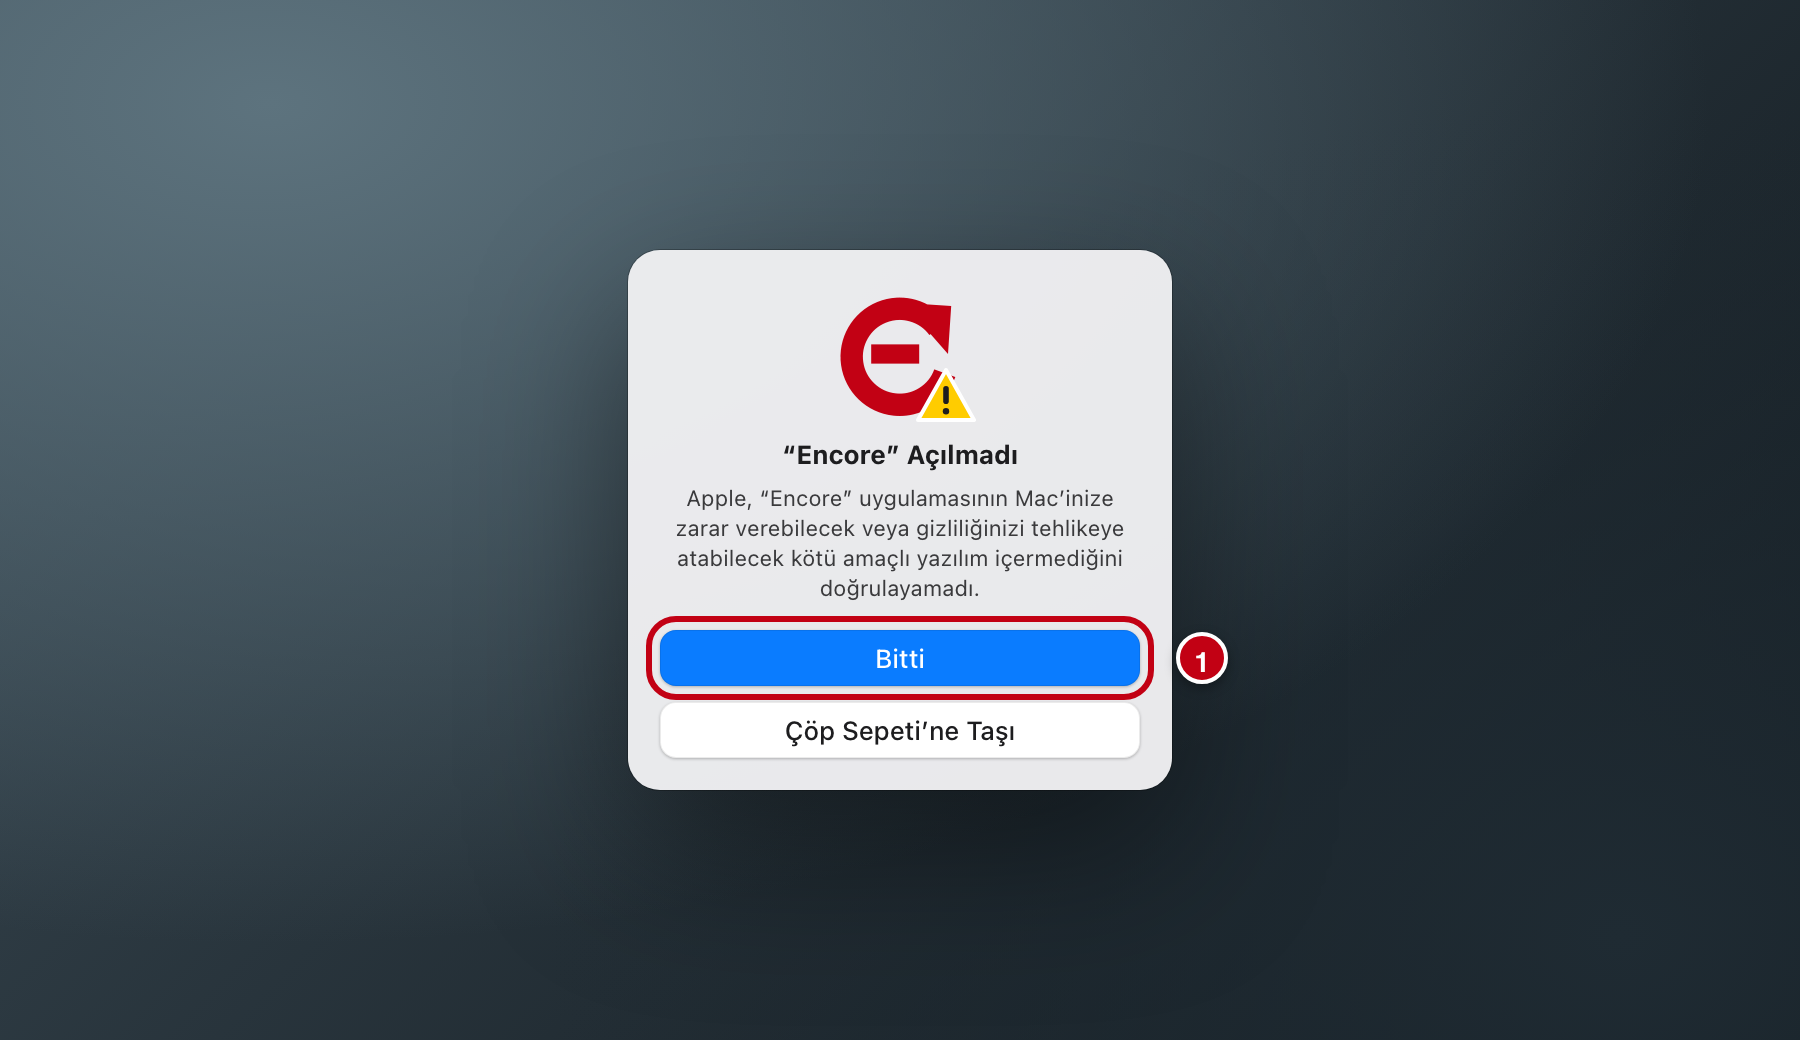 “Encore” Açılmadı
Apple, “Encore” uygulamasının Mac’inize
zarar verebilecek veya gizliliğinizi tehlikeye
atabilecek kötü amaçlı yazılım içermediğini
doğrulayamadı.
Bitti
1
Çöp Sepeti’ne Taşı